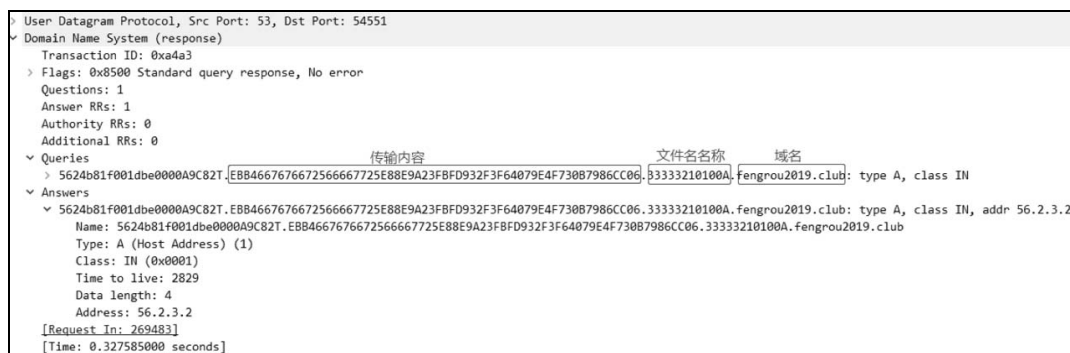 > User Datagram Protocol, Src Port: 53, Dst Port: 54551
Domain Name System (response)
Transaction ID: 0xa4a3
> Flags: 0x8500 Standard query response, No error
Questions: 1
Answer RRs: 1
Authority RRs: 0
Additional RRs: 0
Queries
传输内容 文件名名称 域名
> 5624b81f001dbe0000A9C82T.EBB4667676672566667725E88E9A23FBFD932F3F64079E4F730B7986CC06.33333210100A.fengrou2019.club: type A, class IN
Answers
5624b81f001dbe0000A9C82T.EBB4667676672566667725E88E9A23FBFD932F3F64079E4F730B7986CC06.33333210100A.fengrou2019.club: type A, class IN, addr 56.2.3.2
Name: 5624b81f001dbe0000A9C82T.EBB4667676672566667725E88E9A23FBFD932F3F64079E4F730B7986CC06.33333210100A.fengrou2019.club
Type: A (Host Address) (1)
Class: IN (0x0001)
Time to live: 2829
Data length: 4
Address: 56.2.3.2
[Request In: 269483]
[Time: 0.327585000 seconds]